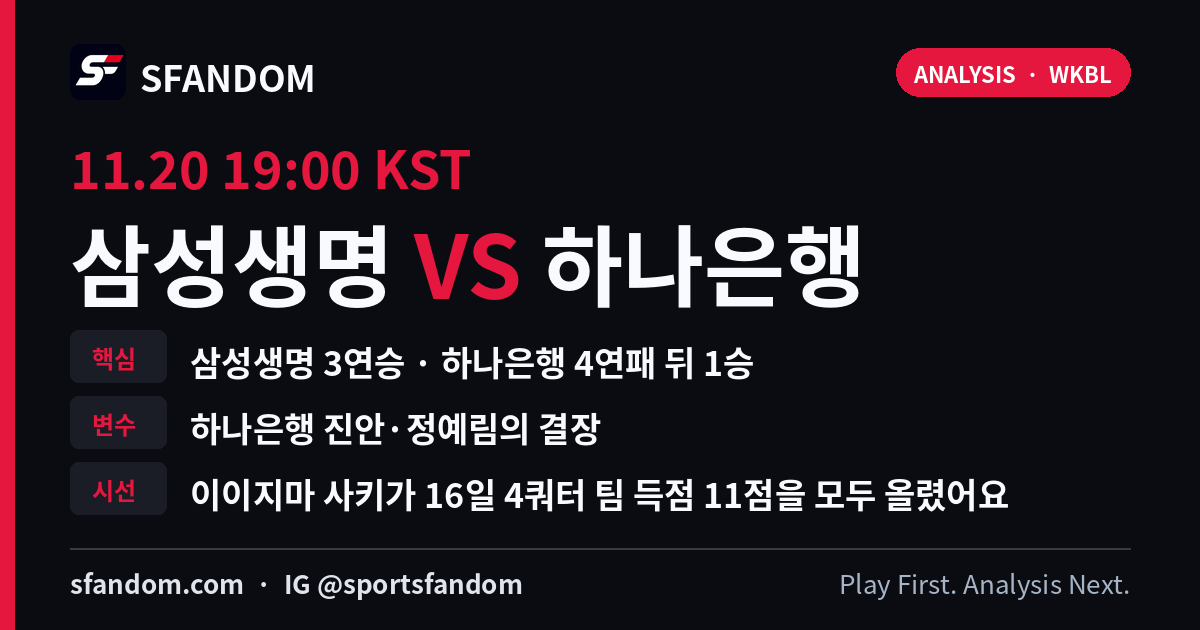 SF SFANDOM
ANALYSIS · WKBL
11.20 19:00 KST
삼성생명 VS 하나은행
핵심 삼성생명 3연승 · 하나은행 4연패 뒤 1승
변수 하나은행 진안·정예림의 결장
시선 이이지마 사키가 16일 4쿼터 팀 득점 11점을 모두 올렸어요
sfandom.com · IG @sportsfandom
Play First. Analysis Next.